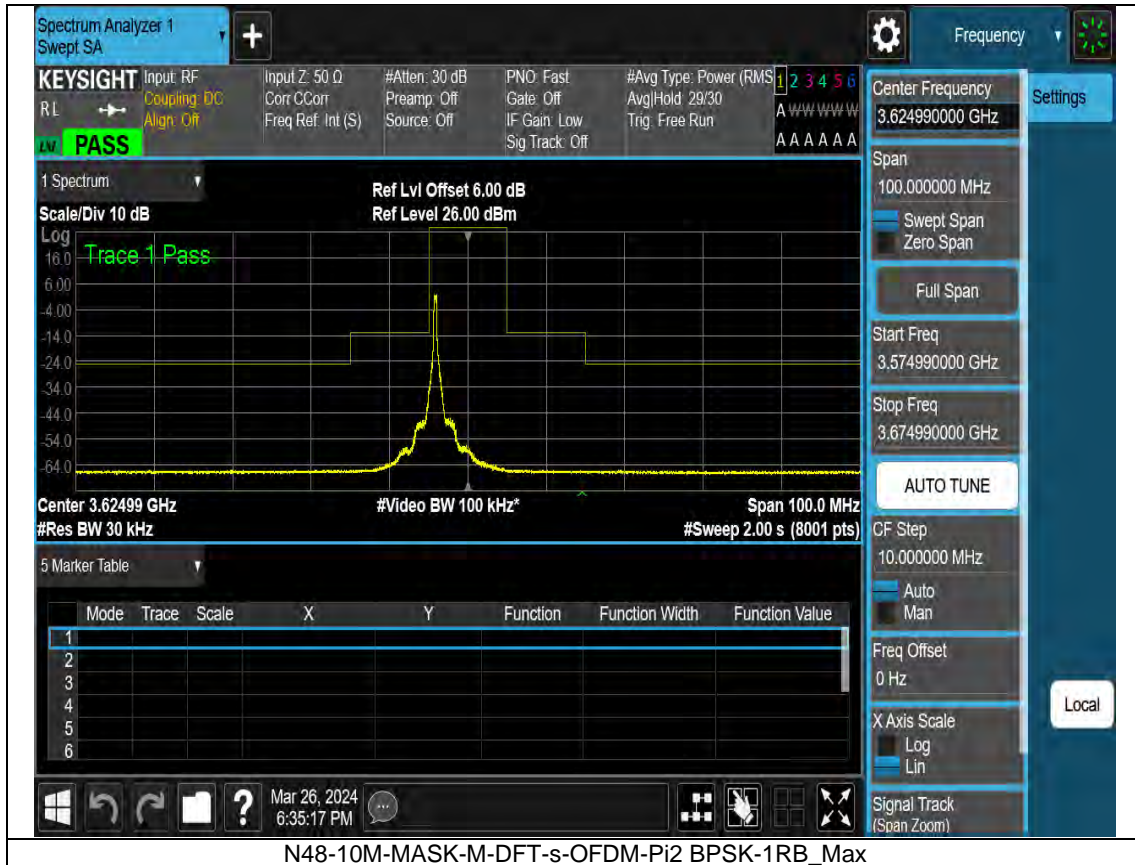 Spectrum Analyzer 1
Swept SA
Frequency
KEYSIGHT
RL
PASS
Input: RF
Coupling: DC
Align: Off
Input Z: 50 Ω
Corr CCorr
Freq Ref: Int (S)
#Atten: 30 dB
Preamp: Off
Source: Off
PNO: Fast
Gate: Off
IF Gain: Low
Sig Track: Off
#Avg Type: Power (RMS
Avg|Hold: 29/30
Trig: Free Run
1 2 3 4 5 6
A W W W W W
A A A A A A
1 Spectrum
Scale/Div 10 dB
Ref Lvl Offset 6.00 dB
Ref Level 26.00 dBm
Log
Trace 1 Pass
16.0
6.00
-4.00
-14.0
-24.0
-34.0
-44.0
-54.0
-64.0
Center 3.62499 GHz
#Video BW 100 kHz*
Span 100.0 MHz
#Res BW 30 kHz
#Sweep 2.00 s (8001 pts)
5 Marker Table
Mode Trace Scale X Y Function Function Width Function Value
1
2
3
4
5
6
Mar 26, 2024
6:35:17 PM
Center Frequency
3.624990000 GHz
Settings
Span
100.000000 MHz
Swept Span
Zero Span
Full Span
Start Freq
3.574990000 GHz
Stop Freq
3.674990000 GHz
AUTO TUNE
CF Step
10.000000 MHz
Auto
Man
Freq Offset
0 Hz
X Axis Scale
Log
Lin
Local
Signal Track
(Span Zoom)
N48-10M-MASK-M-DFT-s-OFDM-Pi2 BPSK-1RB_Max